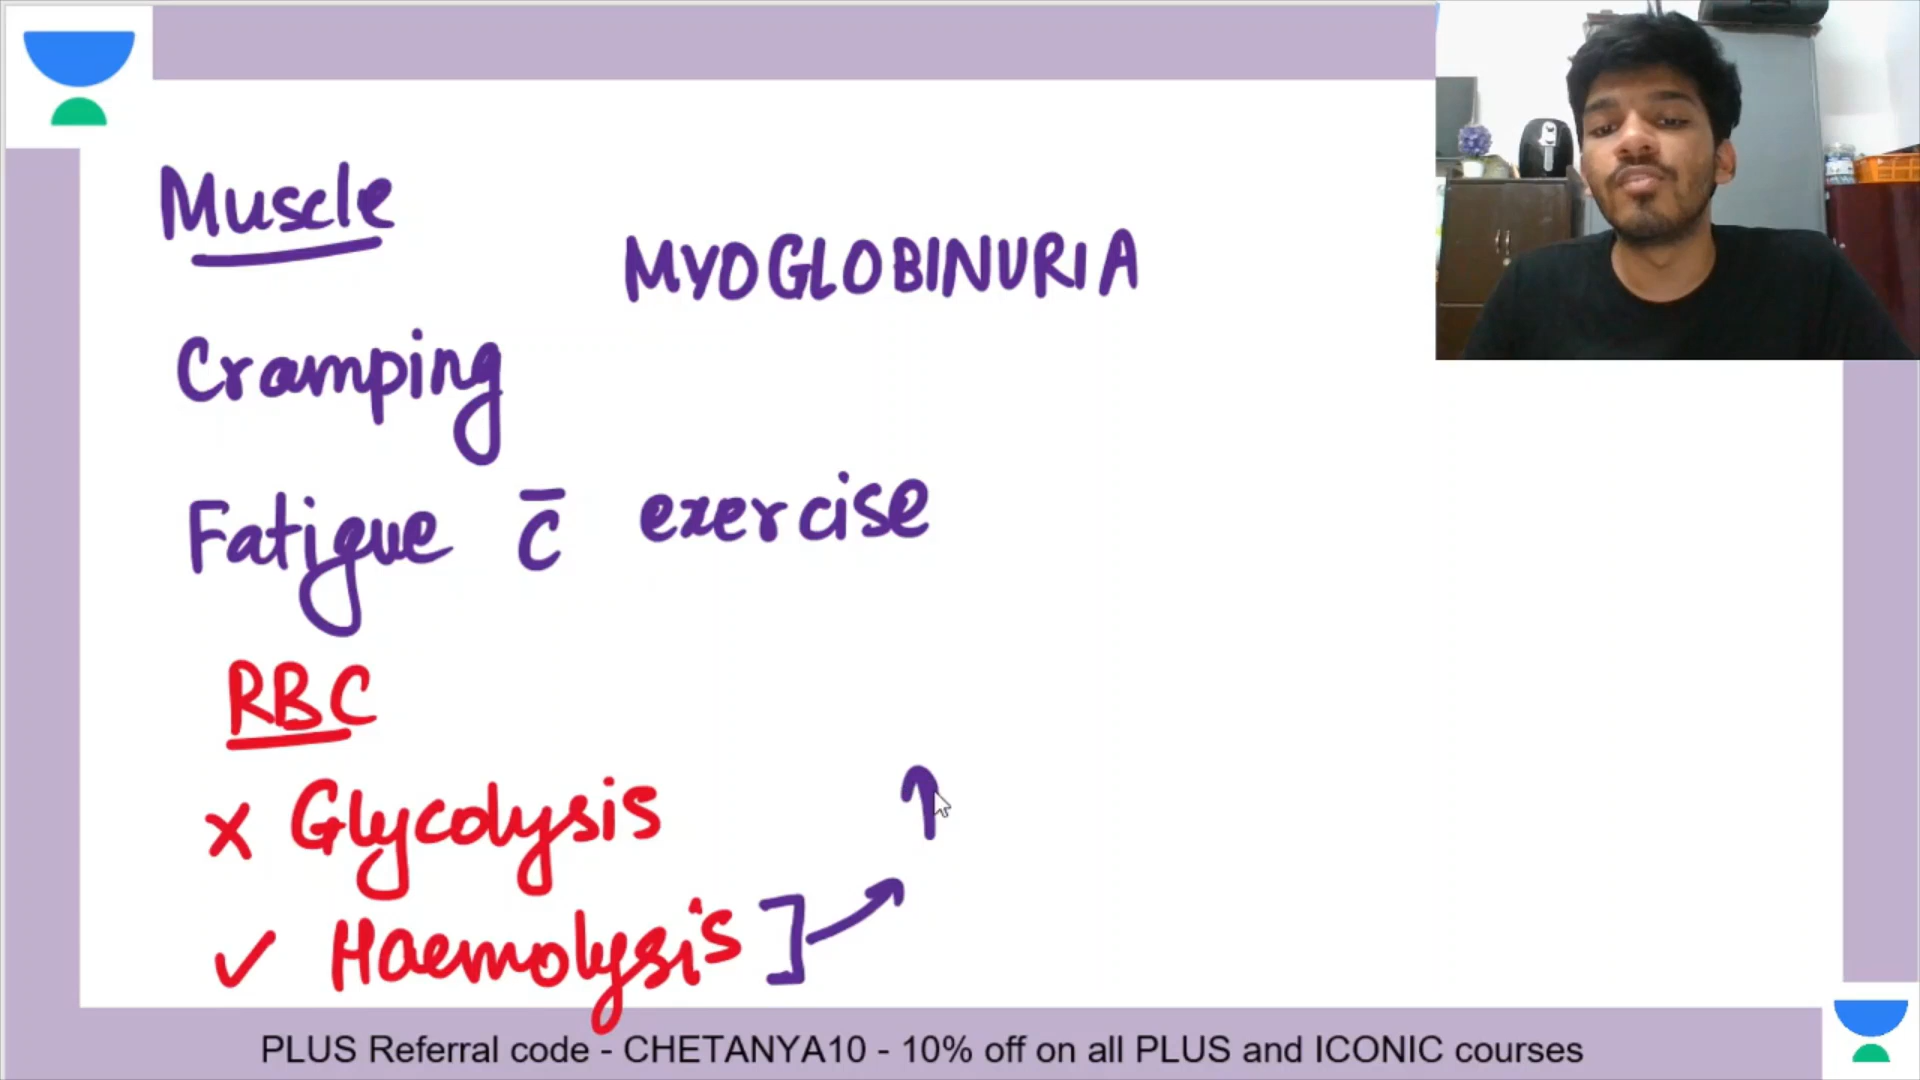 Muscle
MYOGLOBINURIA
Cramping
Fatigue c̄ exercise
RBC
x Glycolysis
✓ Haemolysis ] → ↑
PLUS Referral code - CHETANYA10 - 10% off on all PLUS and ICONIC courses